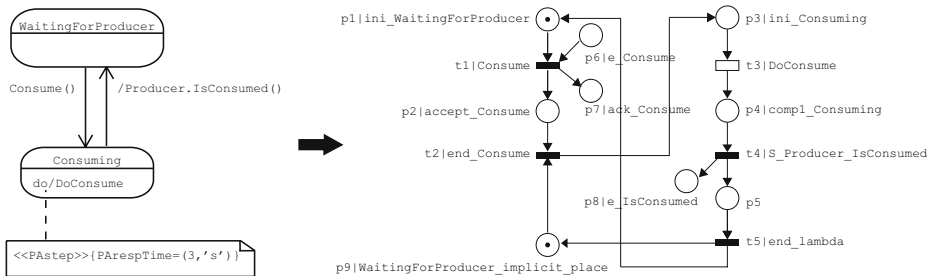 WaitingForProducer
Consume()
/Producer.IsConsumed()
Consuming
do/DoConsume
<<PAstep>>{PArespTime=(3,'s')}
p1|ini_WaitingForProducer
p6|e_Consume
t1|Consume
p7|ack_Consume
p2|accept_Consume
t2|end_Consume
p9|WaitingForProducer_implicit_place
p3|ini_Consuming
t3|DoConsume
p4|comp1_Consuming
t4|S_Producer_IsConsumed
p8|e_IsConsumed
p5
t5|end_lambda